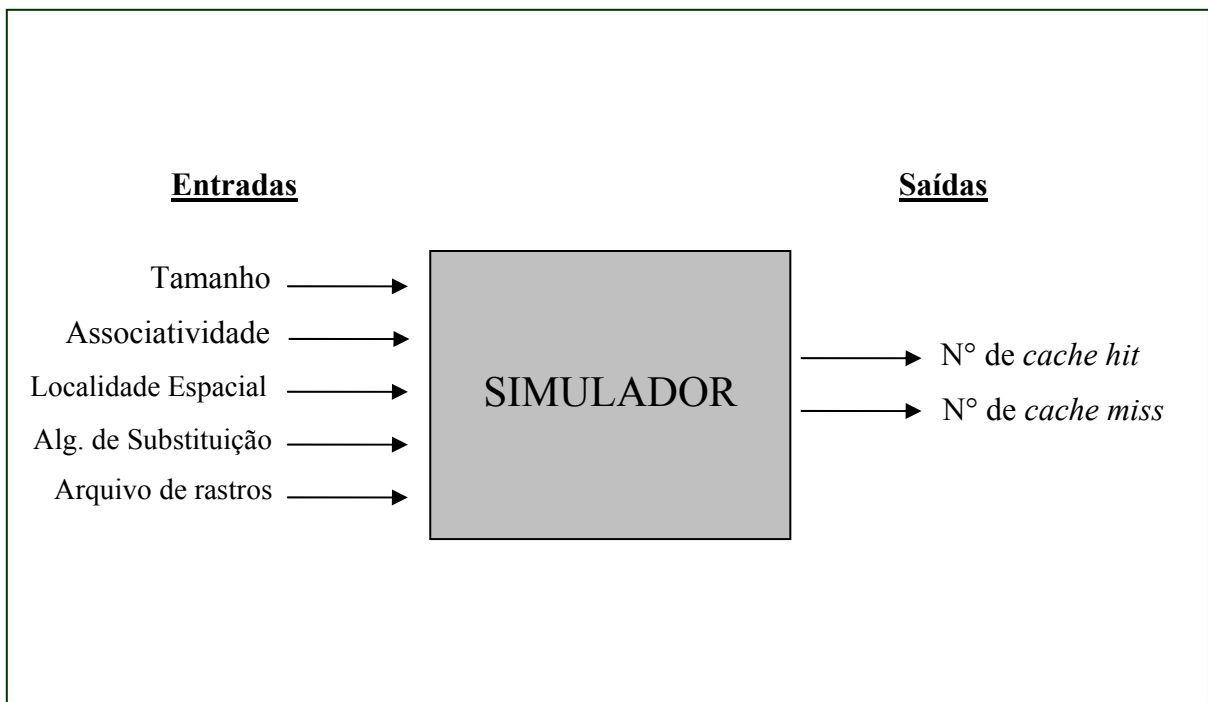 Entradas
Saídas
Tamanho
Associatividade
Localidade Espacial
Alg. de Substituição
Arquivo de rastros
SIMULADOR
N° de cache hit
N° de cache miss